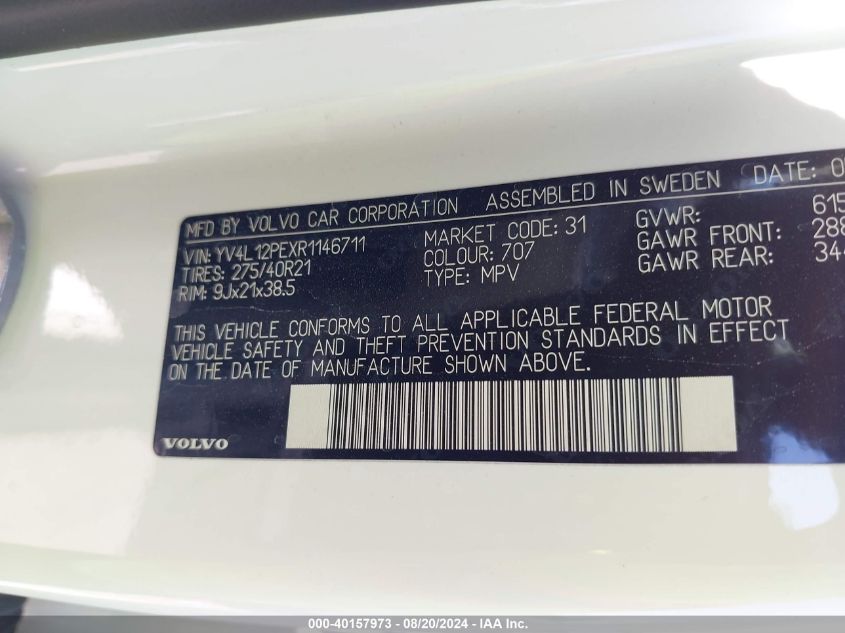 MFD BY VOLVO CAR CORPORATION ASSEMBLED IN SWEDEN DATE:
VIN: YV4L12PEXR1146711 MARKET CODE: 31 GVWR: 615
TIRES: 275/40R21 COLOUR: 707 GAWR FRONT: 288
RIM: 9Jx21x38.5 TYPE: MPV GAWR REAR: 344
THIS VEHICLE CONFORMS TO ALL APPLICABLE FEDERAL MOTOR
VEHICLE SAFETY AND THEFT PREVENTION STANDARDS IN EFFECT
ON THE DATE OF MANUFACTURE SHOWN ABOVE.
VOLVO
000-40157973 | 08/20/2024 - IAA Inc.